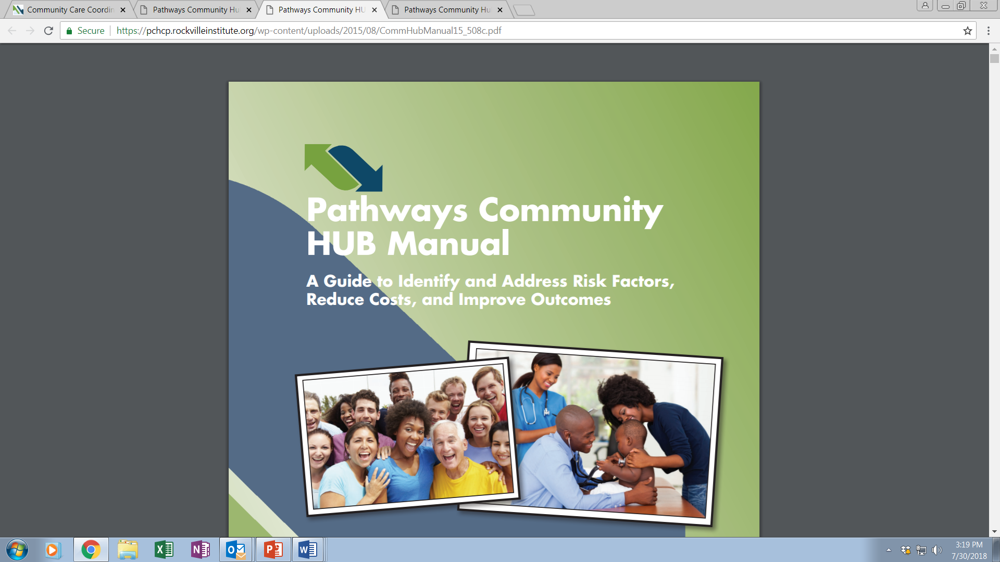 Community Care Coordin
Pathways Community Hu
Pathways Community HU
Pathways Community Hu
Secure
https://pchcp.rockvilleinstitute.org/wp-content/uploads/2015/08/CommHubManual15_508c.pdf
Pathways Community
HUB Manual
A Guide to Identify and Address Risk Factors,
Reduce Costs, and Improve Outcomes
3:19 PM
7/30/2018